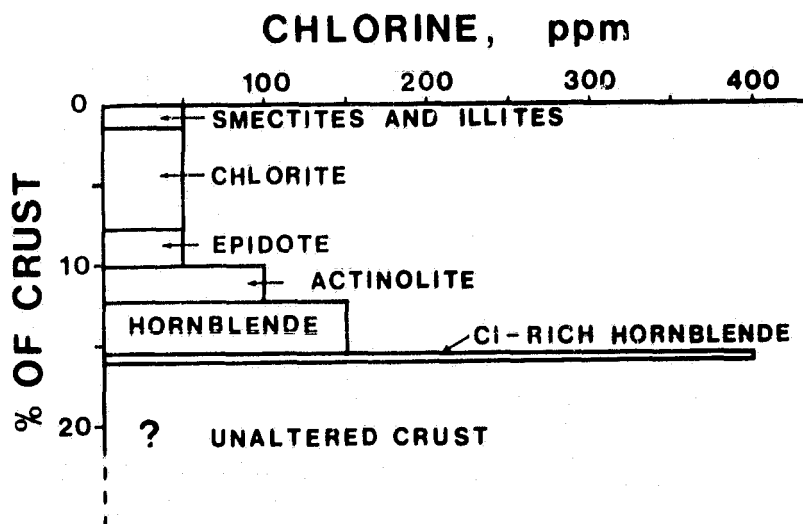 CHLORINE, ppm
100 200 300 400
0
SMECTITES AND ILLITES
CHLORITE
EPIDOTE
10
ACTINOLITE
HORNBLENDE
Cl-RICH HORNBLENDE
20
? UNALTERED CRUST
% OF CRUST